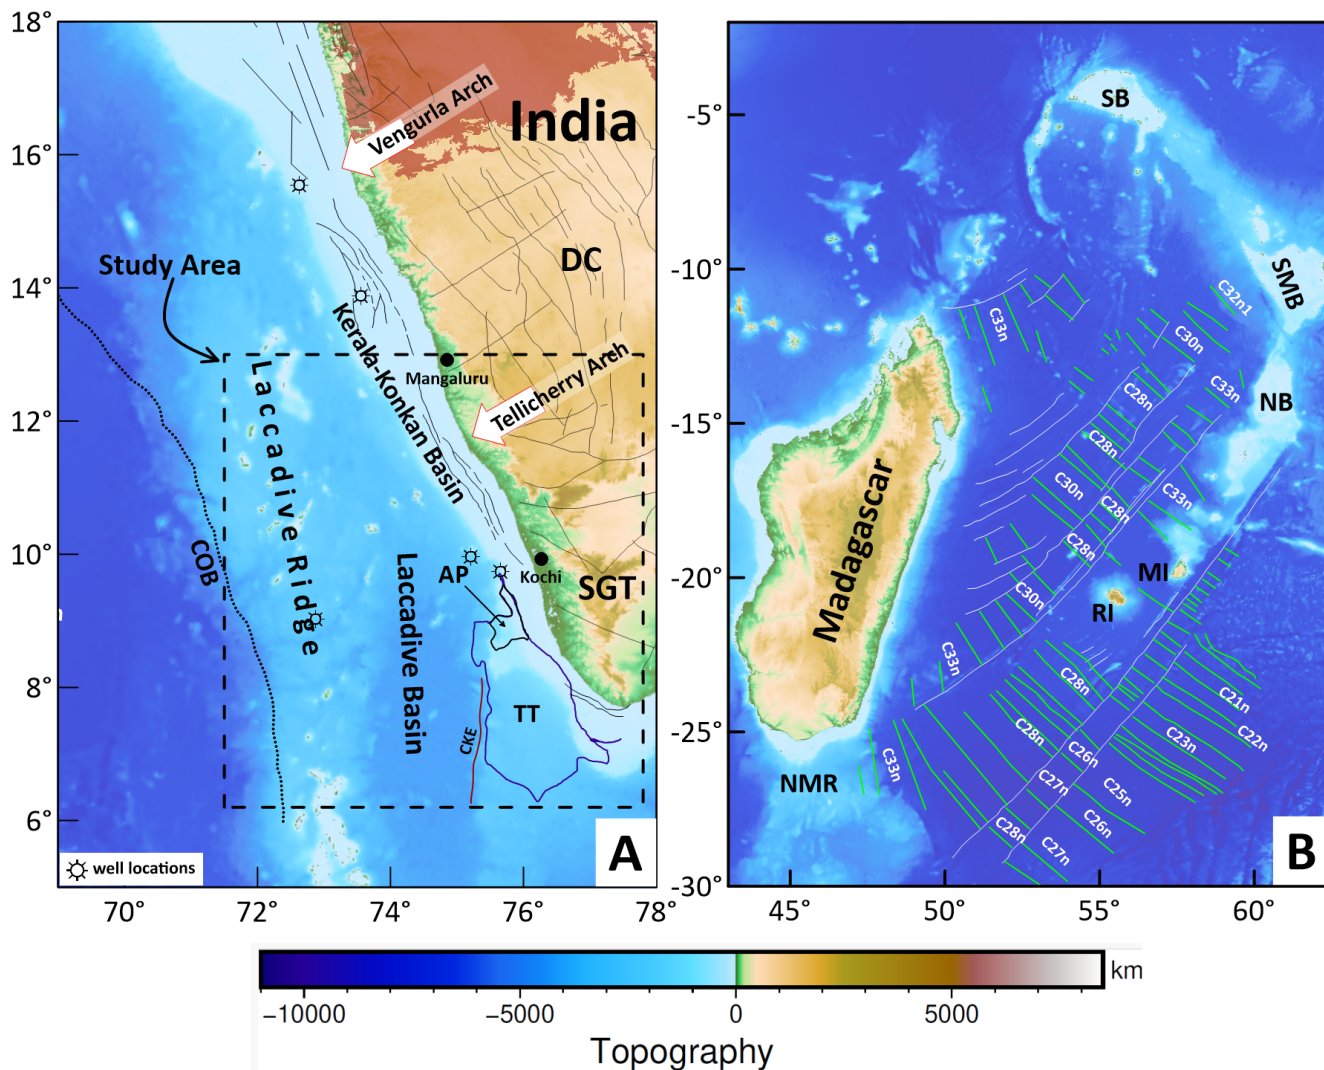 18°
16°
14°
12°
10°
8°
6°
70°
72°
74°
76°
78°
India
Vengurla Arch
DC
Study Area
Kerala-Konkan Basin
Mangaluru
Tellicherry Arch
Laccadive Ridge
COB
Laccadive Basin
AP
Kochi
SGT
TT
CKE
well locations
A
-5°
-10°
-15°
-20°
-25°
-30°
45°
50°
55°
60°
SB
SMB
NB
MI
RI
NMR
Madagascar
C33n
C32n1
C30n
C28n
C33n
C28n
C30n
C28n
C33n
C28n
C30n
C33n
C28n
C21n
C22n
C23n
C28n
C26n
C27n
C25n
C33n
C26n
C28n
C27n
B
km
−10000
−5000
0
5000
Topography